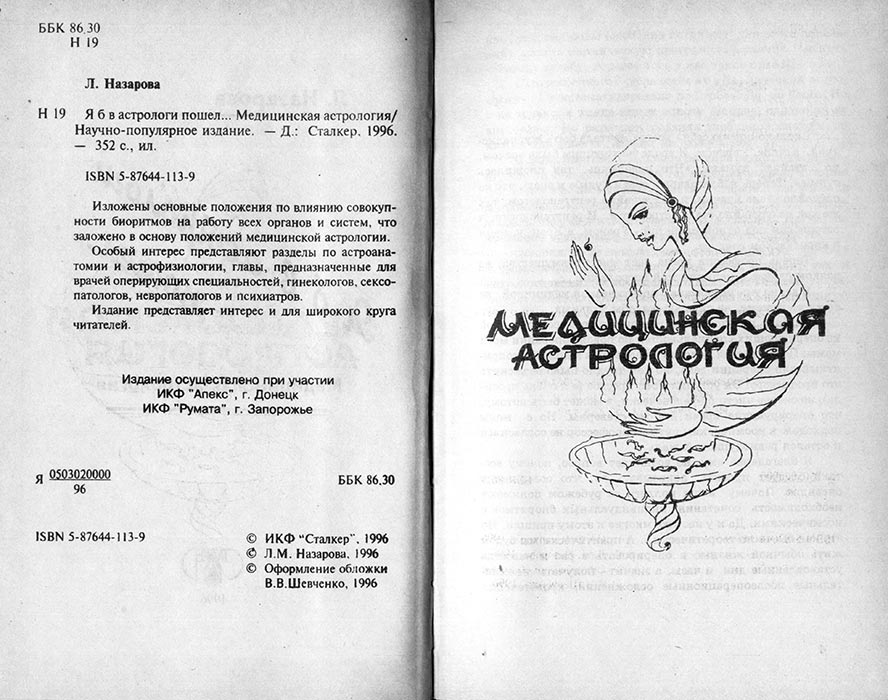 ББК 86.30
Н 19
Л. Назарова
Н 19 Я б в астрологи пошел... Медицинская астрология/
Научно-популярное издание. — Д.: Сталкер, 1996.
— 352 с., ил.
ISBN 5-87644-113-9
Изложены основные положения по влиянию совокуп-
ности биоритмов на работу всех органов и систем, что
заложено в основу положений медицинской астрологии.
Особый интерес представляют разделы по астроана-
томии и астрофизиологии, главы, предназначенные для
врачей оперирующих специальностей, гинекологов, сексо-
патологов, невропатологов и психиатров.
Издание представляет интерес и для широкого круга
читателей.
Издание осуществлено при участии
ИКФ "Апекс", г. Донецк
ИКФ "Румата", г. Запорожье
Я 0503020000
96
ББК 86.30
ISBN 5-87644-113-9
© ИКФ "Сталкер", 1996
© Л.М. Назарова, 1996
© Оформление обложки
В.В.Шевченко, 1996
МЕДИЦИНСКАЯ
АСТРОЛОГИЯ